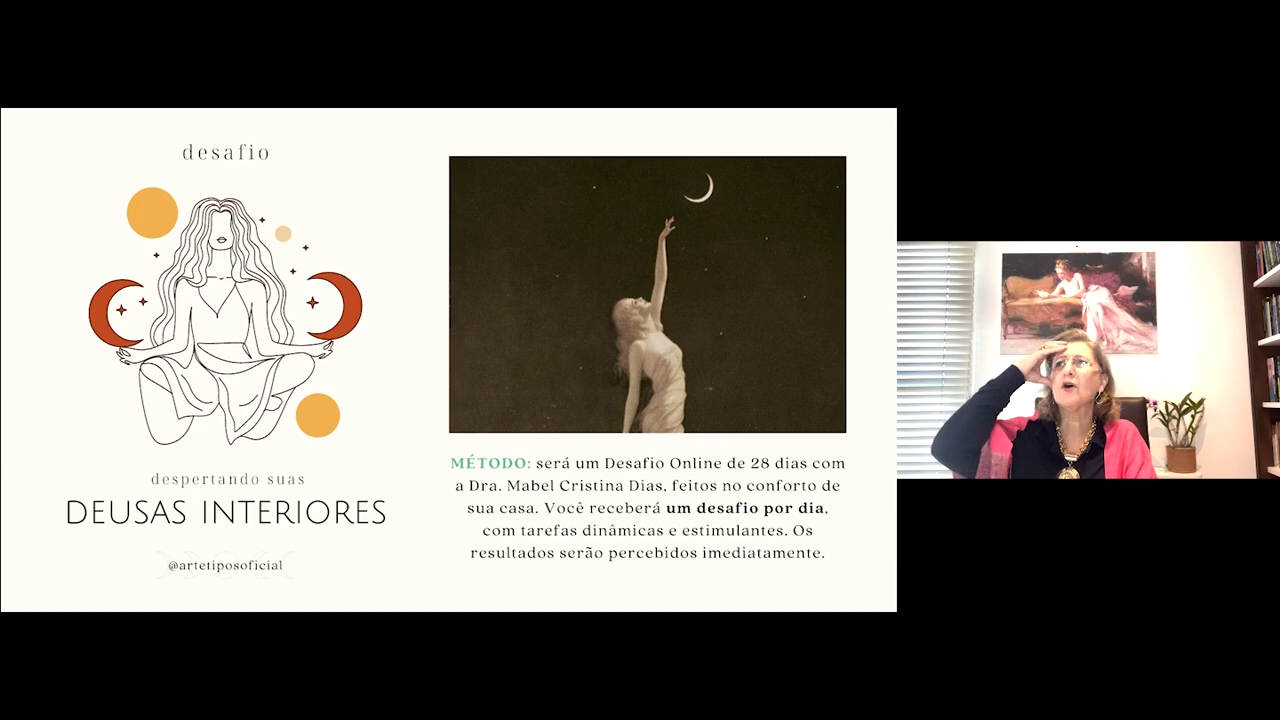 desafio
despertando suas
DEUSAS INTERIORES
@artetiposoficial
MÉTODO: será um Desafio Online de 28 dias com
a Dra. Mabel Cristina Dias, feitos no conforto de
sua casa. Você receberá um desafio por dia,
com tarefas dinâmicas e estimulantes. Os
resultados serão percebidos imediatamente.